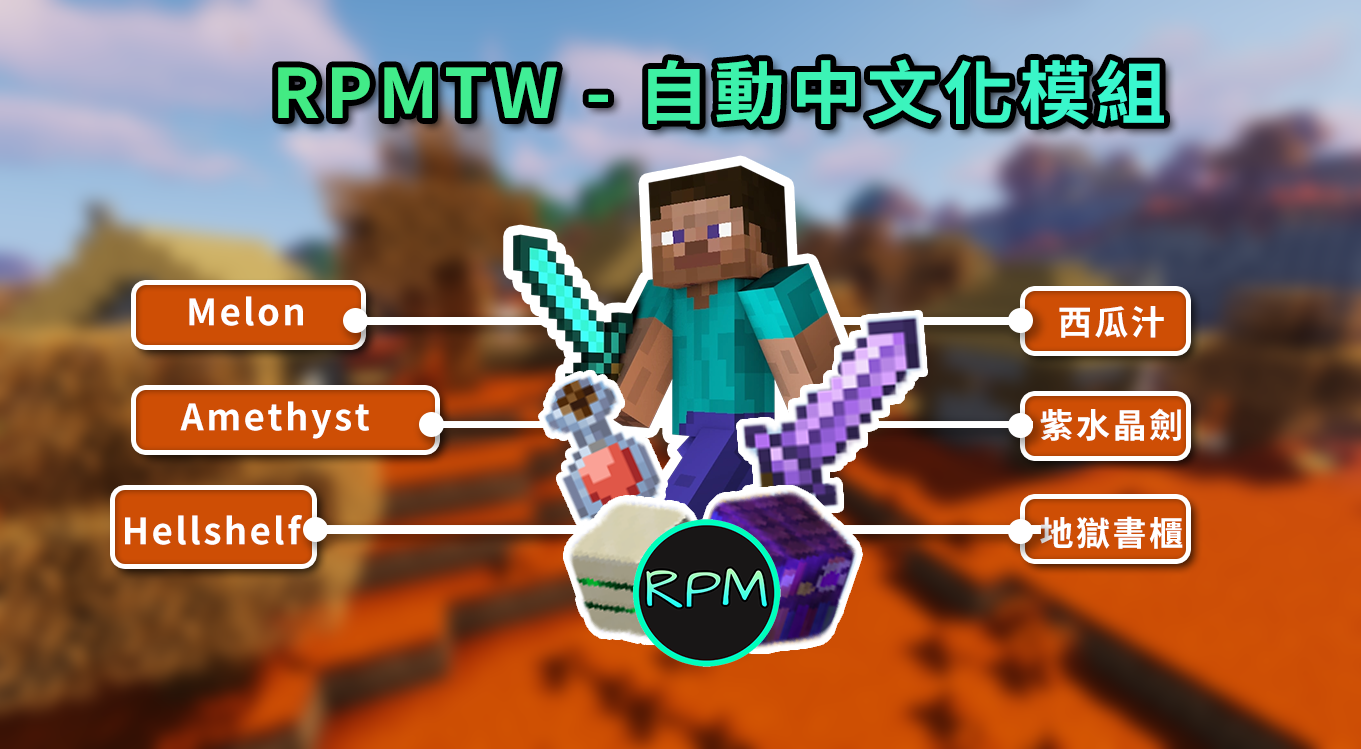 RPMTW - 自動中文化模組
Melon
西瓜汁
Amethyst
紫水晶劍
Hellshelf
地獄書櫃
RPM